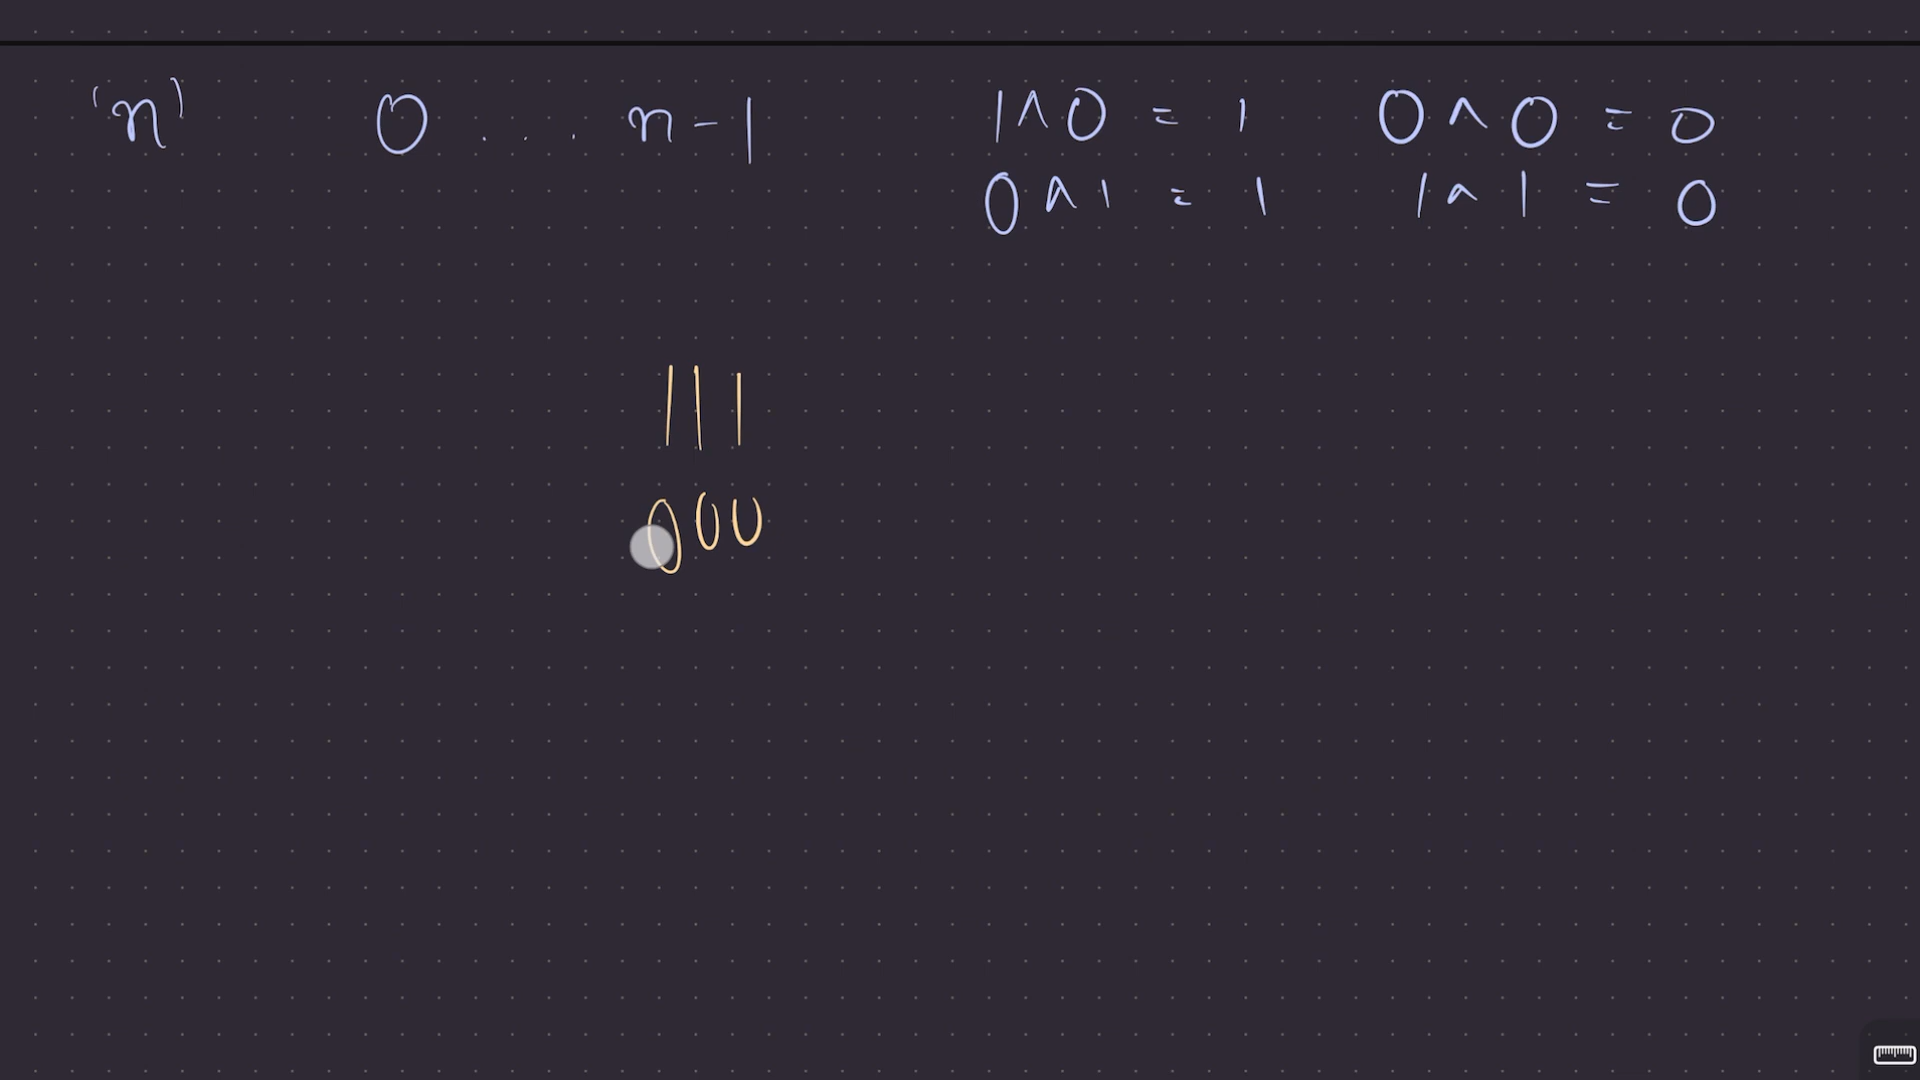 'n' 0 . . . . n - 1 1 ^ 0 = 1 0 ^ 0 = 0
0 ^ 1 = 1 1 ^ 1 = 0
111
000